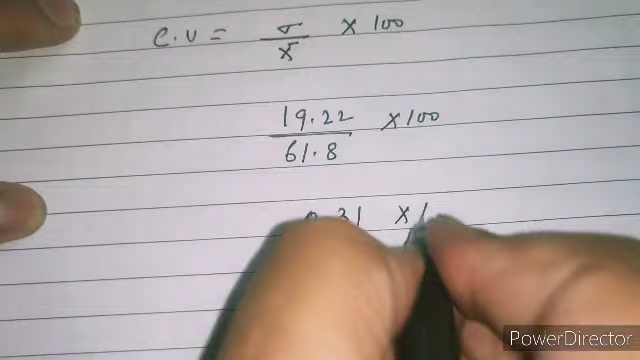 C.V = σ/x̄ × 100
19.22/61.8 × 100
0.31 ×
PowerDirector